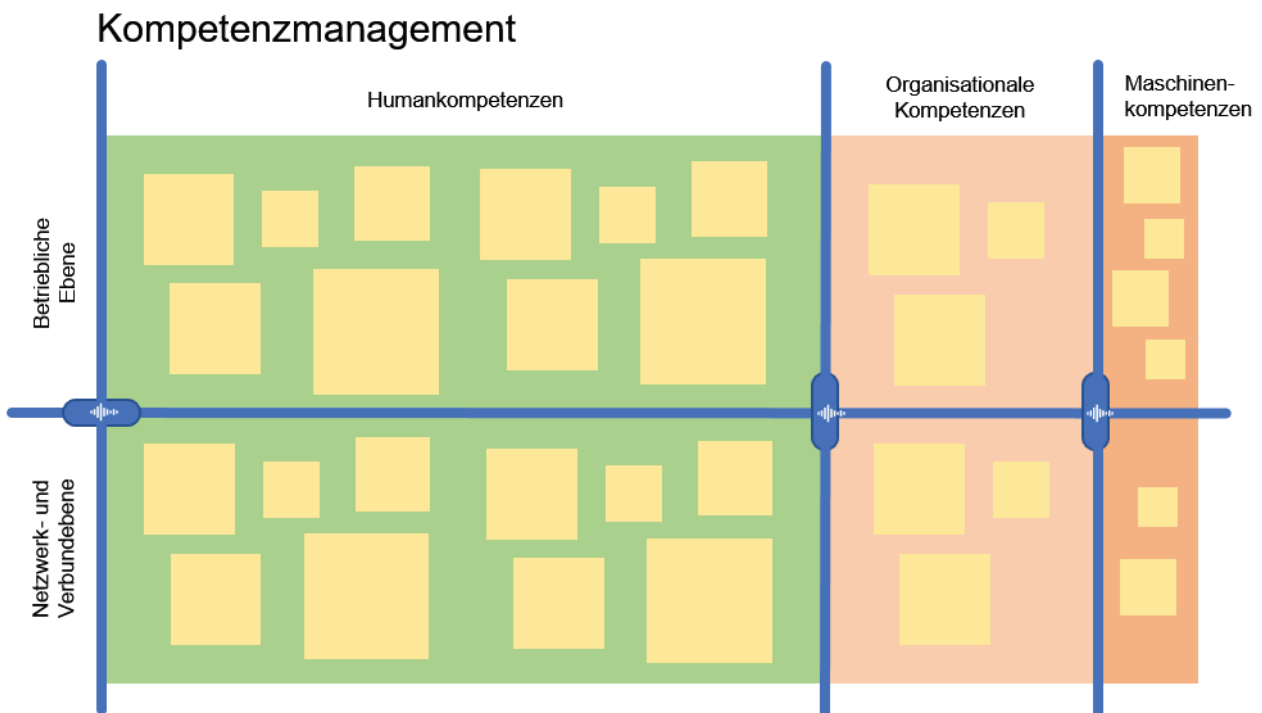 Kompetenzmanagement
Humankompetenzen
Organisationale
Kompetenzen
Maschinen-
kompetenzen
Betriebliche
Ebene
Netzwerk- und
Verbundebene